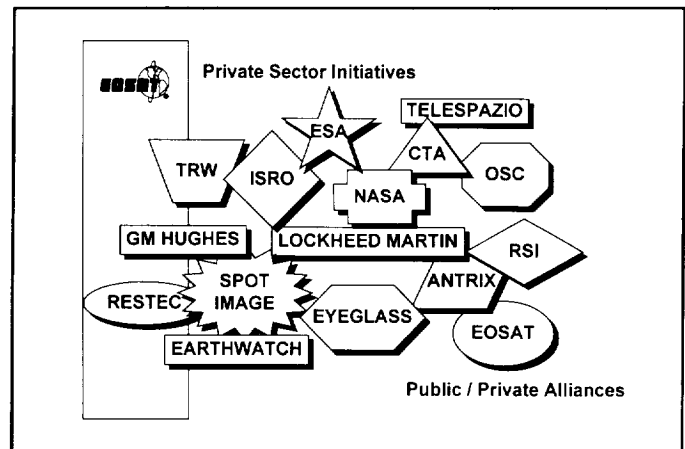 EOSAT
Private Sector Initiatives
TELESPAZIO
ESA
CTA
TRW
ISRO
NASA
OSC
GM HUGHES
LOCKHEED MARTIN
RSI
SPOT
IMAGE
ANTRIX
RESTEC
EYEGLASS
EOSAT
EARTHWATCH
Public / Private Alliances